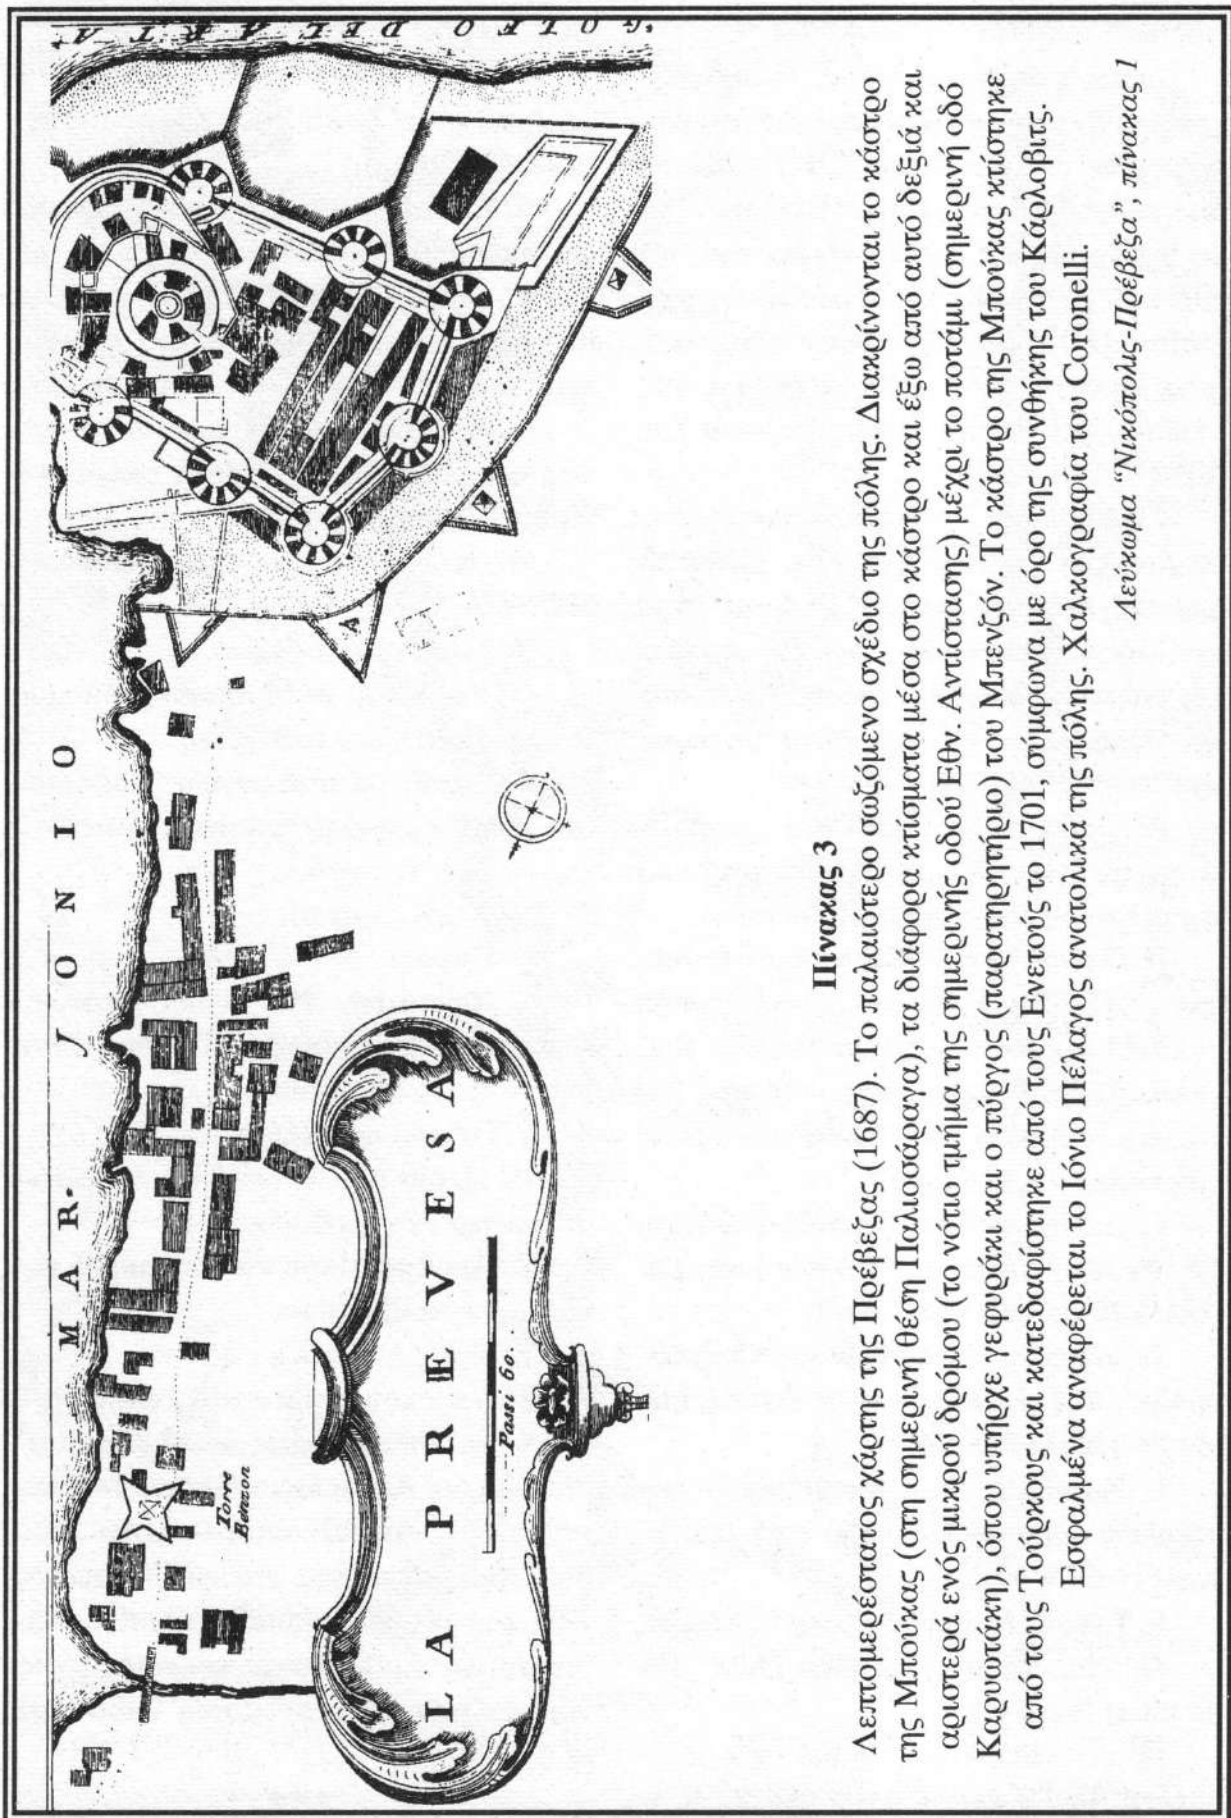 GOLFO DEL ARTA
MAR. JONIO
A
Torre
Benzon
LA PREVESA
Passi 60.
Πίνακας 3
Λεπτομερέστατος χάρτης της Πρέβεζας (1687). Το παλαιότερο σωζόμενο σχέδιο της πόλης. Διακρίνονται το κάστρο
της Μπούκας (στη σημερινή θέση Παλιοσάραγα), τα διάφορα κτίσματα μέσα στο κάστρο και έξω από αυτό δεξιά και
αριστερά ενός μικρού δρόμου (το νότιο τμήμα της σημερινής οδού Εθν. Αντίστασης) μέχρι το ποτάμι (σημερινή οδό
Καρυωτάκη), όπου υπήρχε γεφυράκι και ο πύργος (παρατηρητήριο) του Μπενζόν. Το κάστρο της Μπούκας κτίστηκε
από τους Τούρκους και κατεδαφίστηκε από τους Ενετούς το 1701, σύμφωνα με όρο της συνθήκης του Κάρλοβιτς.
Εσφαλμένα αναφέρεται το Ιόνιο Πέλαγος ανατολικά της πόλης. Χαλκογραφία του Coronelli.
Λεύκωμα “Νικόπολις-Πρέβεζα”, πίνακας 1